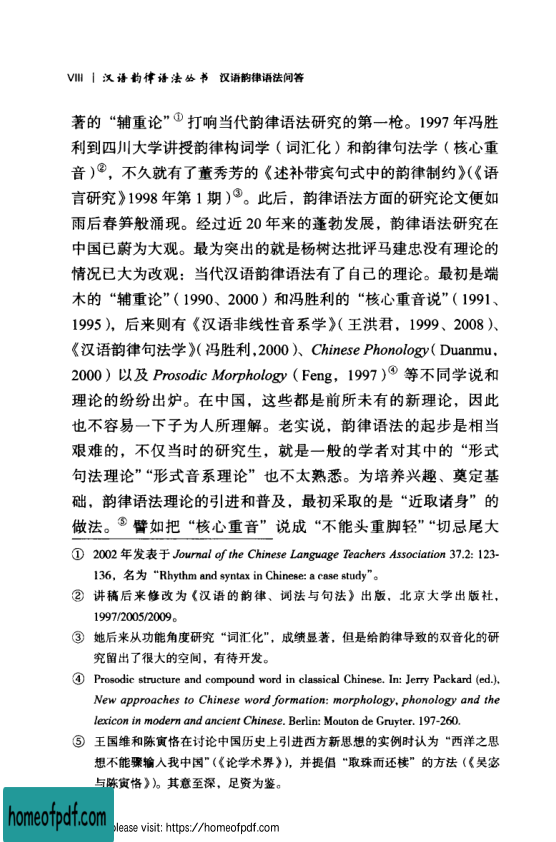 VIII | 汉语韵律语法丛书 汉语韵律语法问答
著的“辅重论”①打响当代韵律语法研究的第一枪。1997 年冯胜
利到四川大学讲授韵律构词学（词汇化）和韵律句法学（核心重
音）②，不久就有了董秀芳的《述补带宾句式中的韵律制约》（《语
言研究》1998 年第 1 期）③。此后，韵律语法方面的研究论文便如
雨后春笋般涌现。经过近 20 年来的蓬勃发展，韵律语法研究在
中国已蔚为大观。最为突出的就是杨树达批评马建忠没有理论的
情况已大为改观：当代汉语韵律语法有了自己的理论。最初是端
木的“辅重论”（1990、2000）和冯胜利的“核心重音说”（1991、
1995），后来则有《汉语非线性音系学》（王洪君，1999、2008）、
《汉语韵律句法学》（冯胜利，2000）、Chinese Phonology（Duanmu，
2000）以及 Prosodic Morphology（Feng，1997）④ 等不同学说和
理论的纷纷出炉。在中国，这些都是前所未有的新理论，因此
也不容易一下子为人所理解。老实说，韵律语法的起步是相当
艰难的，不仅当时的研究生，就是一般的学者对其中的“形式
句法理论”“形式音系理论”也不太熟悉。为培养兴趣、奠定基
础，韵律语法理论的引进和普及，最初采取的是“近取诸身”的
做法。⑤ 譬如把“核心重音”说成“不能头重脚轻”“切忌尾大
① 2002 年发表于 Journal of the Chinese Language Teachers Association 37.2: 123-
136，名为“Rhythm and syntax in Chinese: a case study”。
② 讲稿后来修改为《汉语的韵律、词法与句法》出版，北京大学出版社，
1997/2005/2009。
③ 她后来从功能角度研究“词汇化”，成绩显著，但是给韵律导致的双音化的研
究留出了很大的空间，有待开发。
④ Prosodic structure and compound word in classical Chinese. In: Jerry Packard (ed.),
New approaches to Chinese word formation: morphology, phonology and the
lexicon in modern and ancient Chinese. Berlin: Mouton de Gruyter. 197-260.
⑤ 王国维和陈寅恪在讨论中国历史上引进西方新思想的实例时认为“西洋之思
想不能骤输入我中国”（《论学术界》），并提倡“取珠而还椟”的方法（《吴宓
与陈寅恪》）。其意至深，足资为鉴。
homeofpdf.com
please visit: https://homeofpdf.com